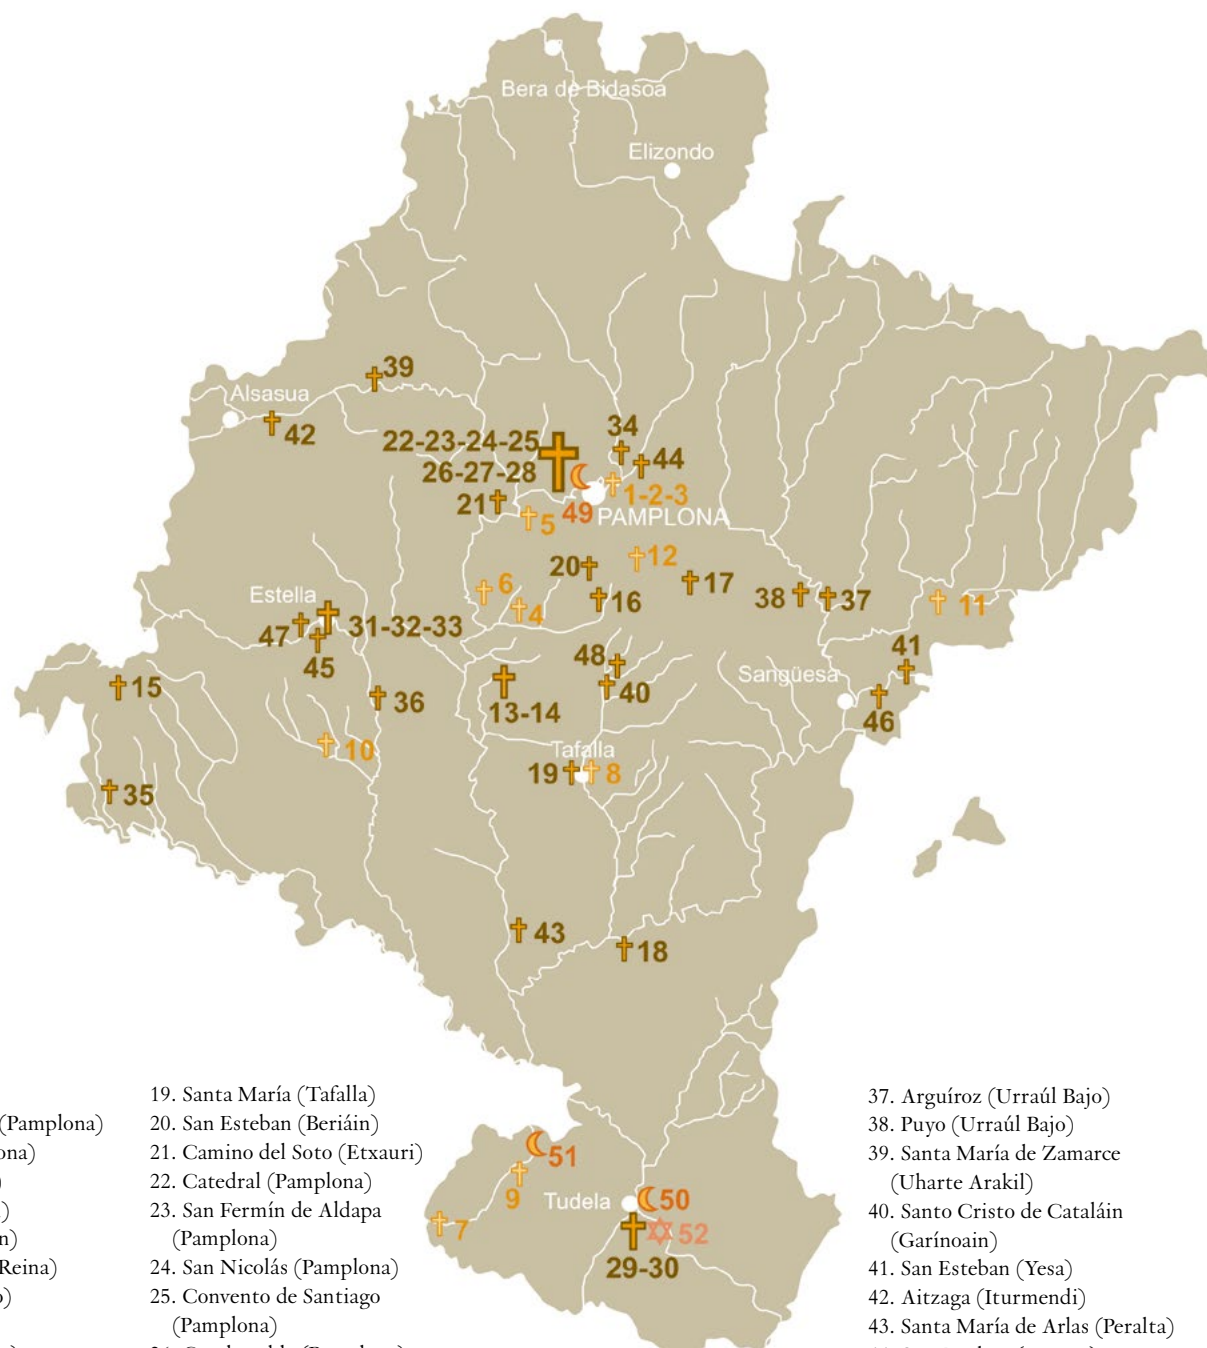 Bera de Bidasoa
Elizondo
39
Alsasua
42
34
22-23-24-25
44
26-27-28
1-2-3
21
49
PAMPLONA
5
12
20
17
6
16
4
38
37
11
Estella
31-32-33
47
45
48
41
Sangüesa
40
15
36
13-14
46
10
Tafalla
19
8
35
43
18
51
9
7
Tudela
50
52
29-30
(Pamplona)
Reina)
19. Santa María (Tafalla)
20. San Esteban (Beriáin)
21. Camino del Soto (Etxauri)
22. Catedral (Pamplona)
23. San Fermín de Aldapa
(Pamplona)
24. San Nicolás (Pamplona)
25. Convento de Santiago
(Pamplona)
37. Arguíroz (Urraúl Bajo)
38. Puyo (Urraúl Bajo)
39. Santa María de Zamarce
(Uharte Arakil)
40. Santo Cristo de Cataláin
(Garínoain)
41. San Esteban (Yesa)
42. Aitzaga (Iturmendi)
43. Santa María de Arlas (Peralta)